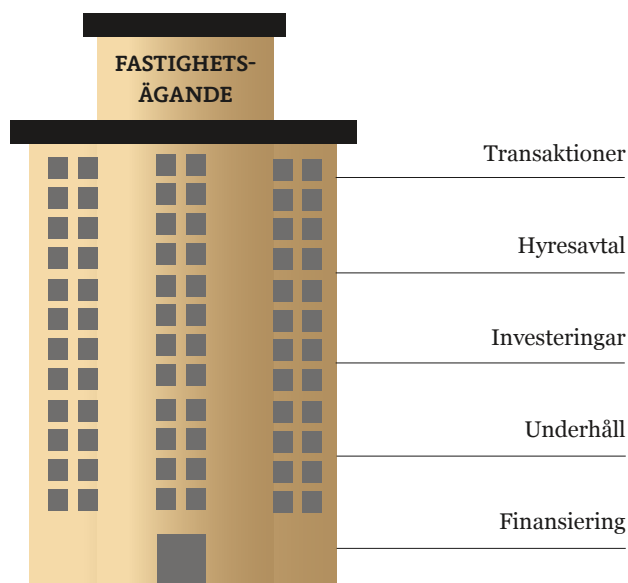 FASTIGHETS-
ÄGANDE
Transaktioner
Hyresavtal
Investeringar
Underhåll
Finansiering